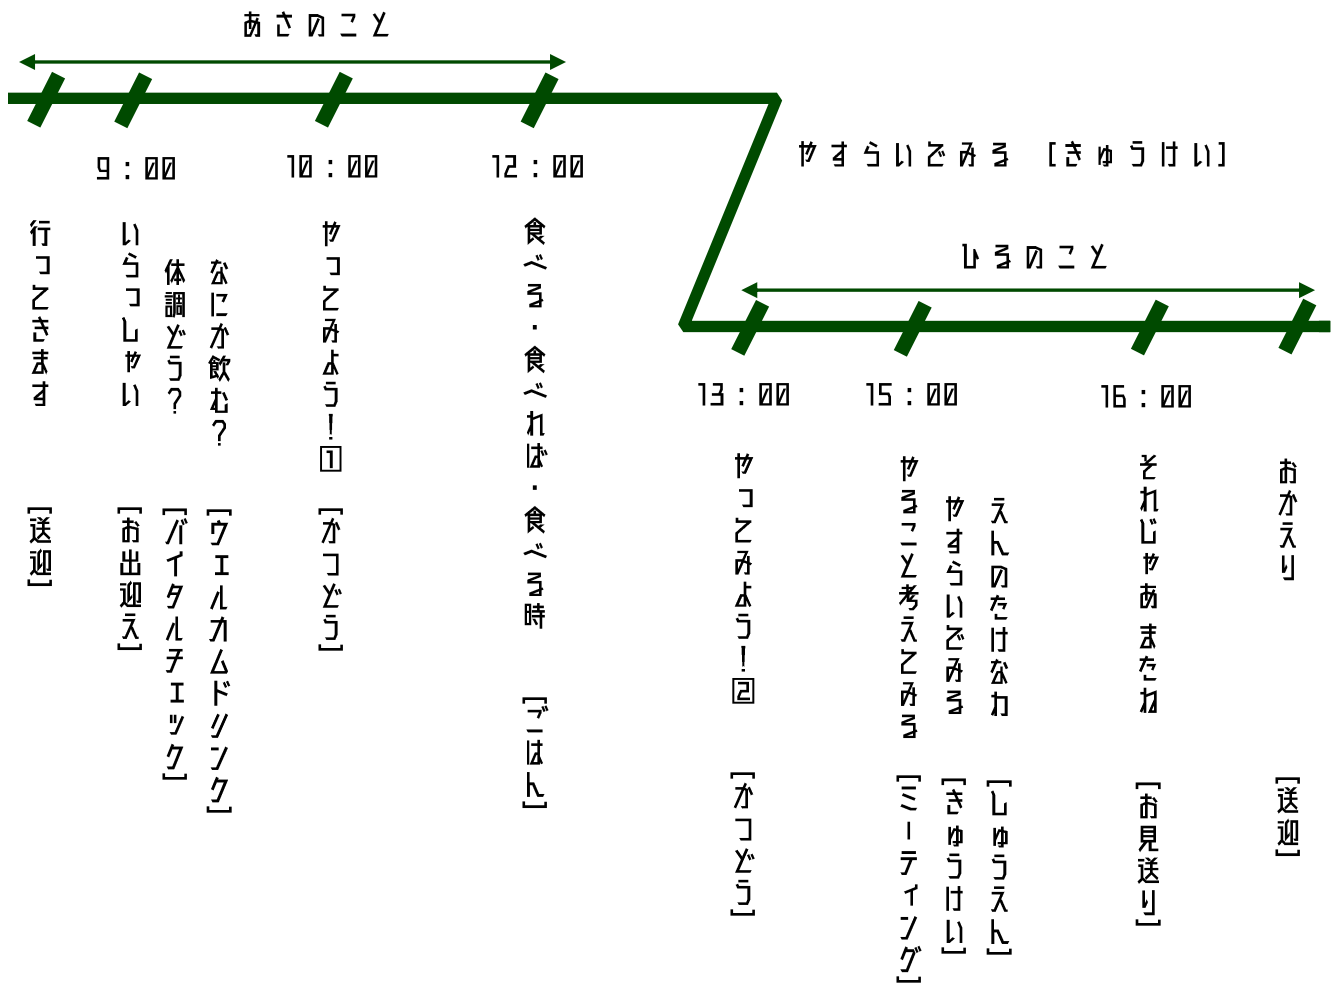 あさのこと
9：00
10：00
12：00
行ってきます
［送迎］
いらっしゃい
［お出迎え］
体調どう？
［バイタルチェック］
なにか飲む？
［ウェルカムドリンク］
やってみよう！1
［かつどう］
食べる・食べれば・食べる時
［ごはん］
やすらいでみる ［きゅうけい］
ひるのこと
13：00
15：00
16：00
やってみよう！2
［かつどう］
やること考えてみる
［ミーティング］
やすらいでみる
［きゅうけい］
えんのたけなわ
［しゅうえん］
それじゃあ またね
［お見送り］
おかえり
［送迎］